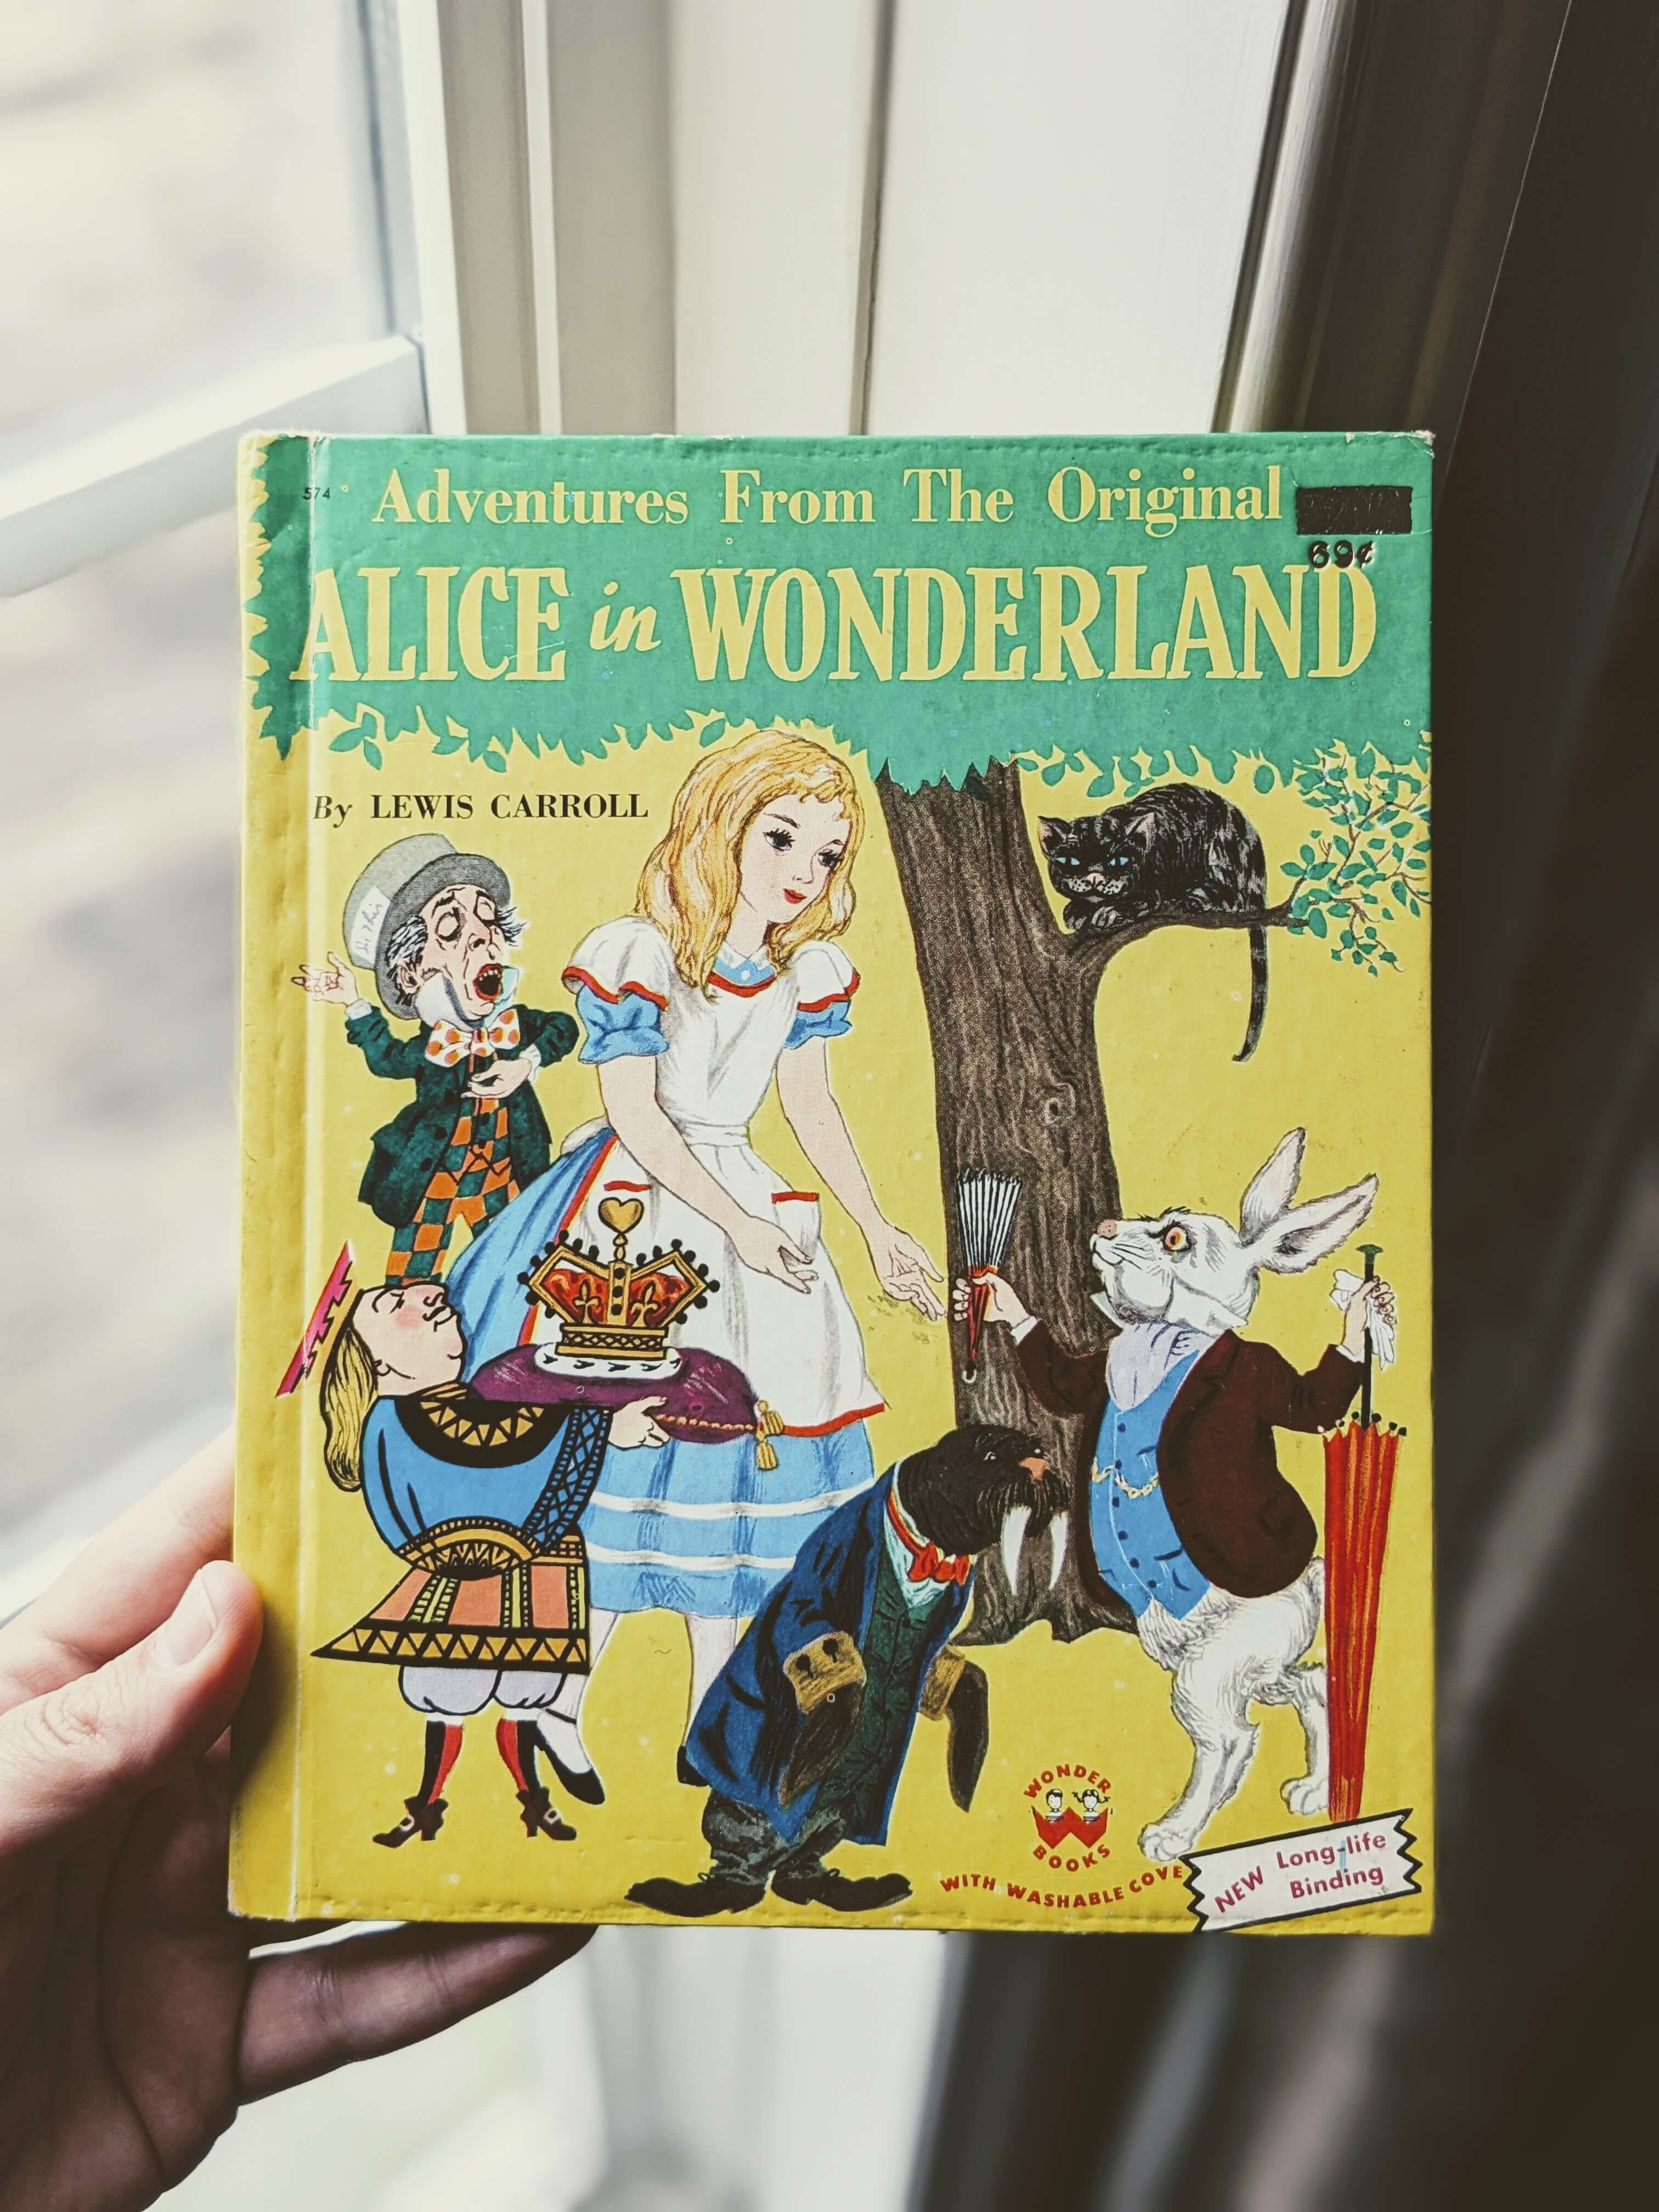 574
Adventures From The Original
69¢
ALICE in WONDERLAND
By LEWIS CARROLL
WONDER
BOOKS
WITH WASHABLE COVE
NEW Long-life
Binding